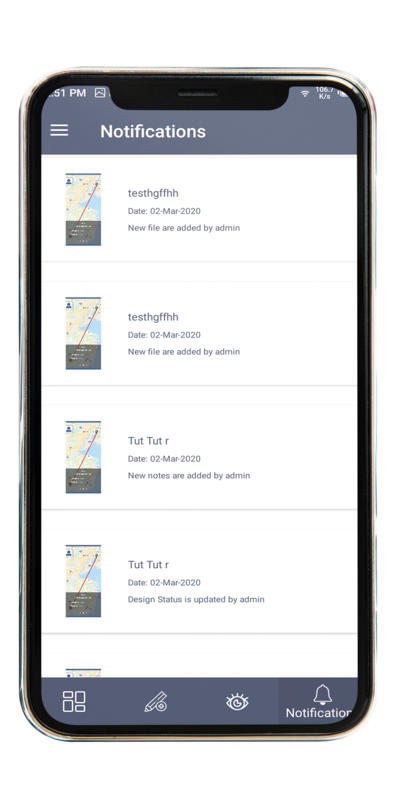 :51 PM
106.7
K/s
Notifications
testhgffhh
Date: 02-Mar-2020
New file are added by admin
testhgffhh
Date: 02-Mar-2020
New file are added by admin
Tut Tut r
Date: 02-Mar-2020
New notes are added by admin
Tut Tut r
Date: 02-Mar-2020
Design Status is updated by admin
Notification